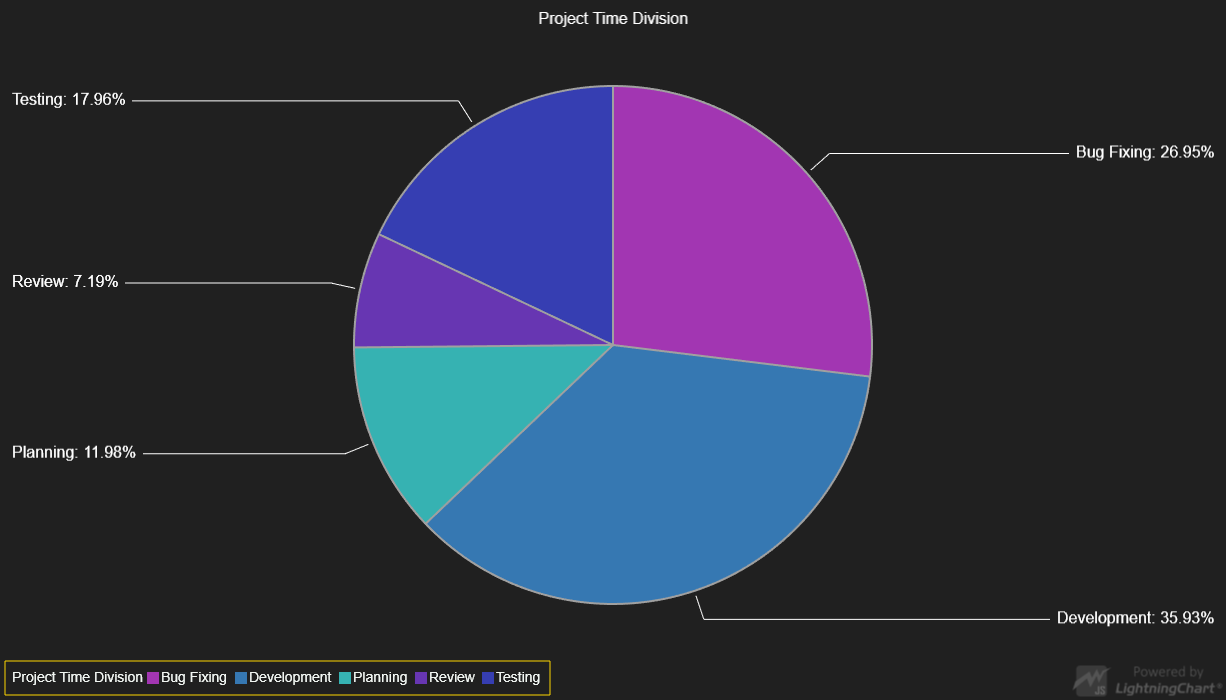 Project Time Division
Testing: 17.96%
Bug Fixing: 26.95%
Review: 7.19%
Planning: 11.98%
Development: 35.93%
Project Time Division Bug Fixing Development Planning Review Testing
Powered by
JS LightningChart®